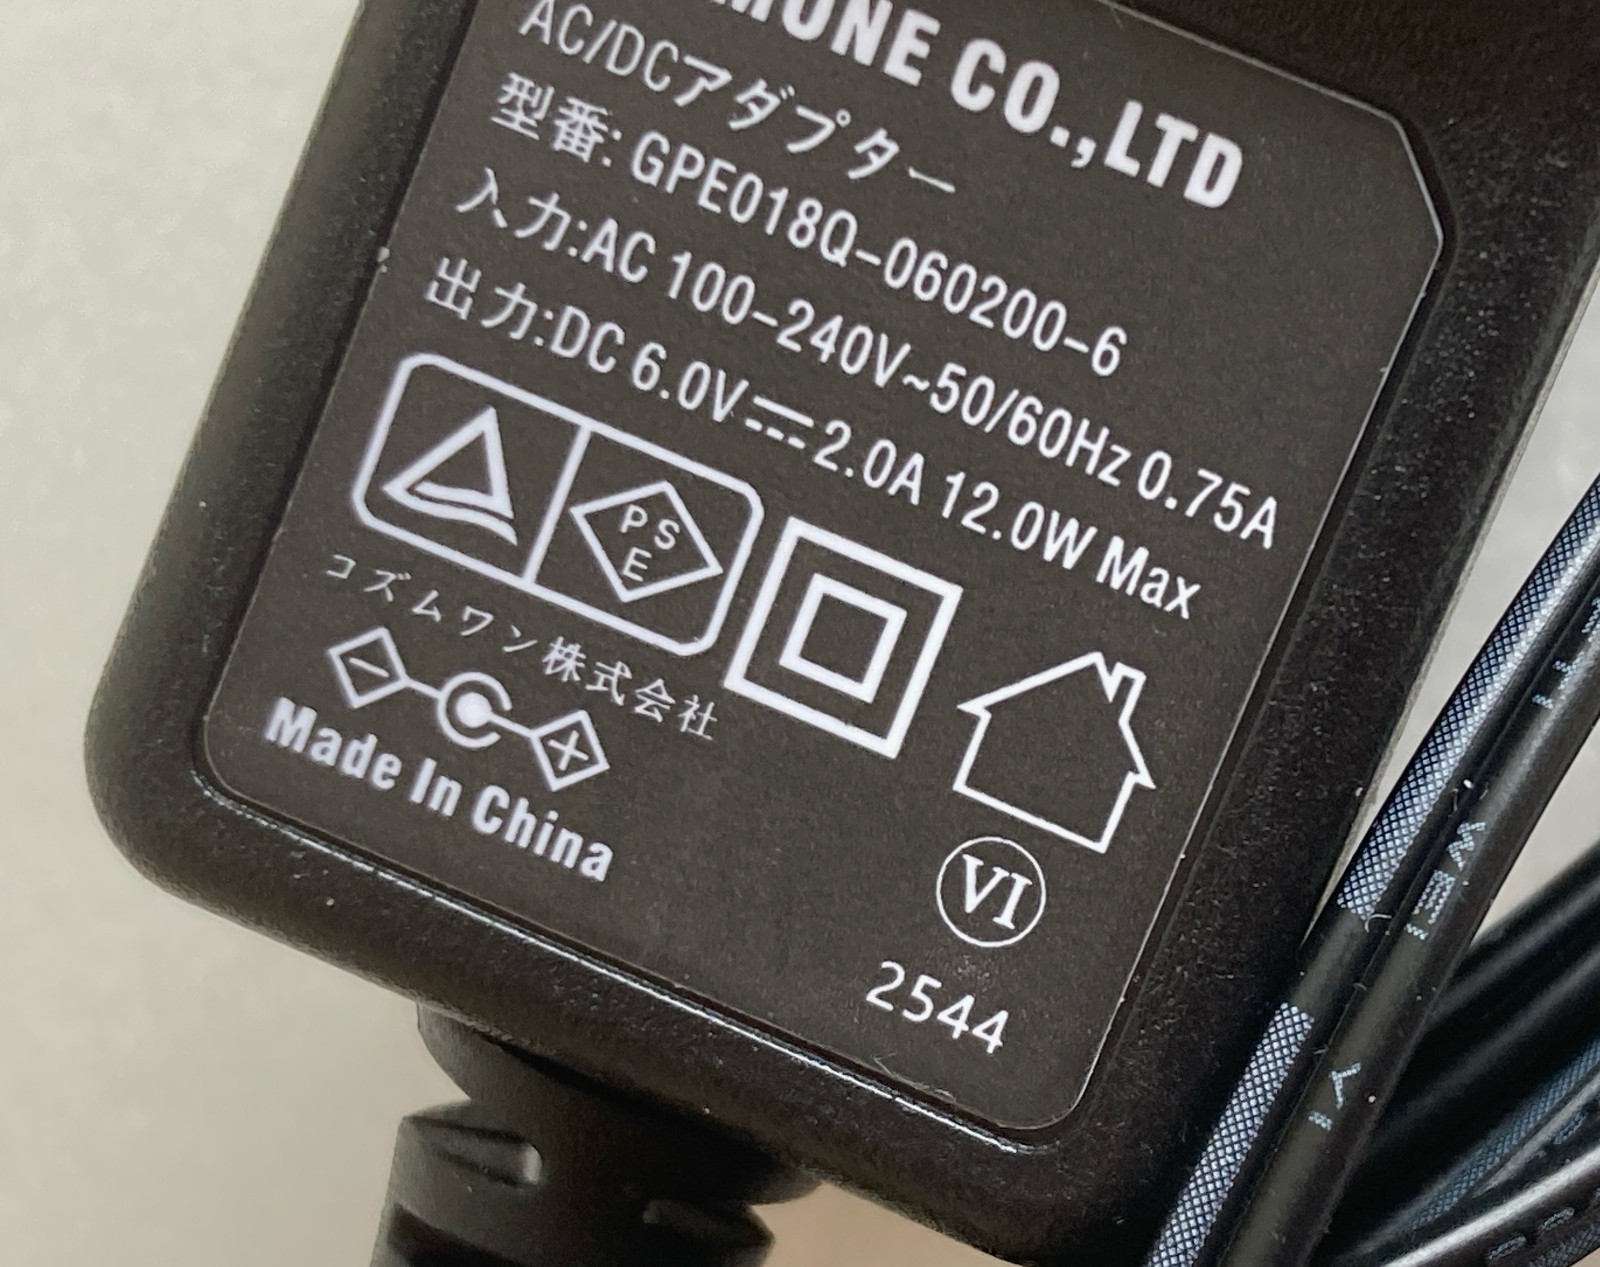 CO.,LTD
AC/DCアダプター
型番: GPE018Q-060200-6
入力:AC 100-240V~50/60Hz 0.75A
出力:DC 6.0V⎓2.0A 12.0W Max
PSE
コズムワン株式会社
- +
Made In China
VI
2544